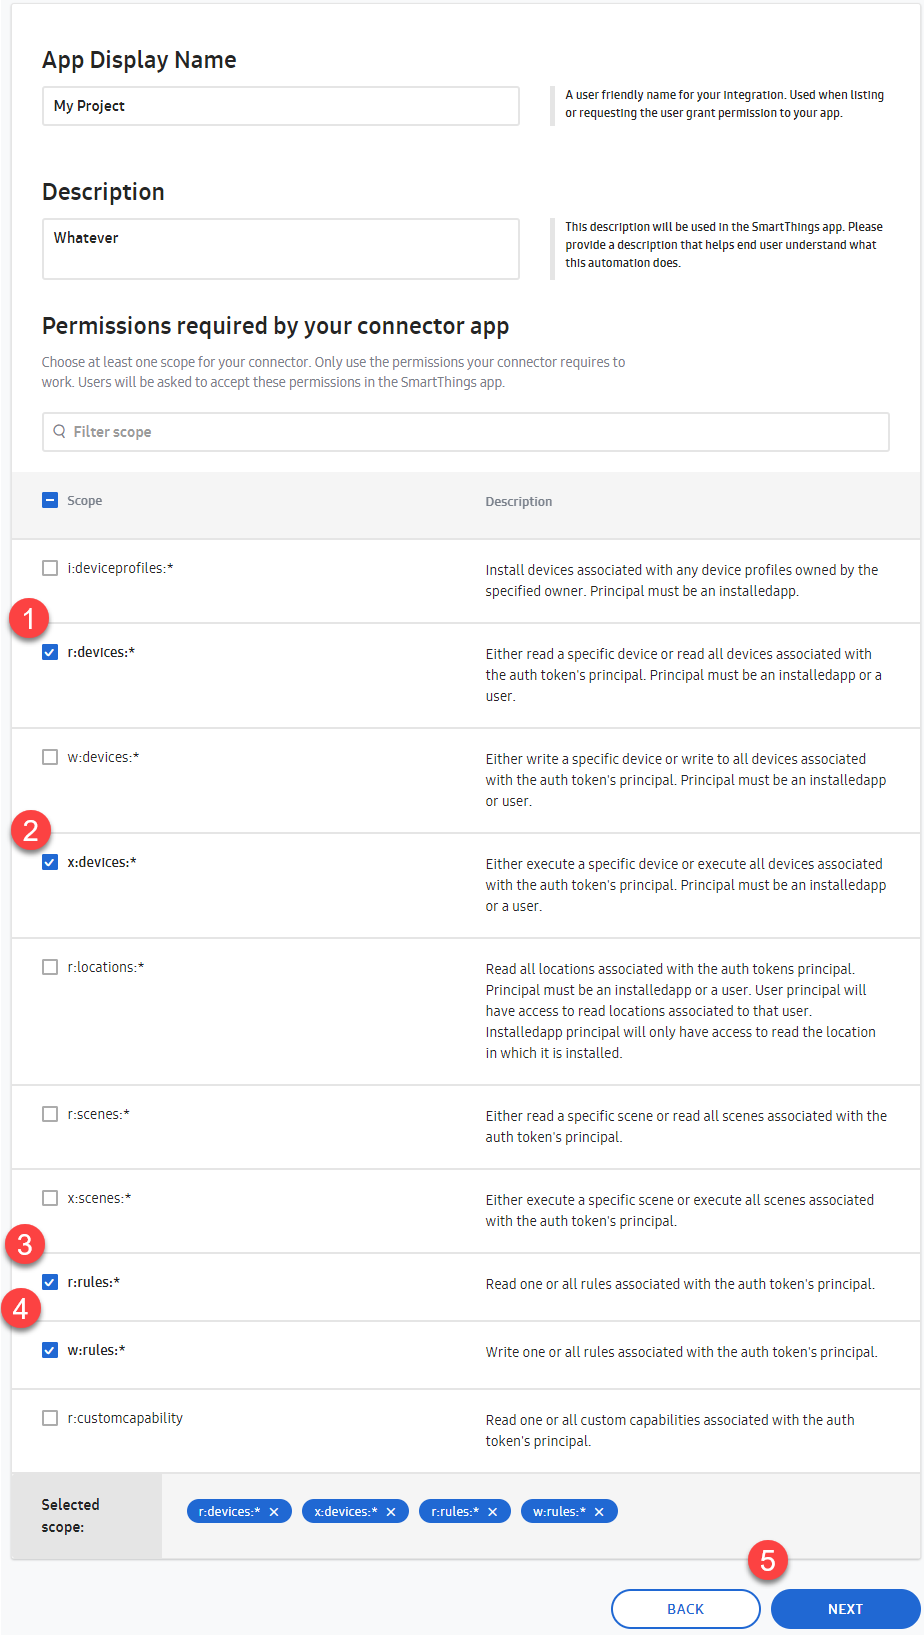 App Display Name
My Project
A user friendly name for your integration. Used when listing
or requesting the user grant permission to your app.
Description
Whatever
This description will be used in the SmartThings app. Please
provide a description that helps end user understand what
this automation does.
Permissions required by your connector app
Choose at least one scope for your connector. Only use the permissions your connector requires to
work. Users will be asked to accept these permissions in the SmartThings app.
Filter scope
Scope
Description
i:deviceprofiles:*
Install devices associated with any device profiles owned by the
specified owner. Principal must be an installedapp.
1
r:devices:*
Either read a specific device or read all devices associated with
the auth token's principal. Principal must be an installedapp or a
user.
w:devices:*
Either write a specific device or write to all devices associated
with the auth token's principal. Principal must be an installedapp
or user.
2
x:devices:*
Either execute a specific device or execute all devices associated
with the auth token's principal. Principal must be an installedapp
or a user.
r:locations:*
Read all locations associated with the auth tokens principal.
Principal must be an installedapp or a user. User principal will
have access to read locations associated to that user.
Installedapp principal will only have access to read the location
in which it is installed.
r:scenes:*
Either read a specific scene or read all scenes associated with the
auth token's principal.
x:scenes:*
Either execute a specific scene or execute all scenes associated
with the auth token's principal.
3
r:rules:*
Read one or all rules associated with the auth token's principal.
4
w:rules:*
Write one or all rules associated with the auth token's principal.
r:customcapability
Read one or all custom capabilities associated with the auth
token's principal.
Selected
scope:
r:devices:* ×
x:devices:* ×
r:rules:* ×
w:rules:* ×
5
BACK
NEXT